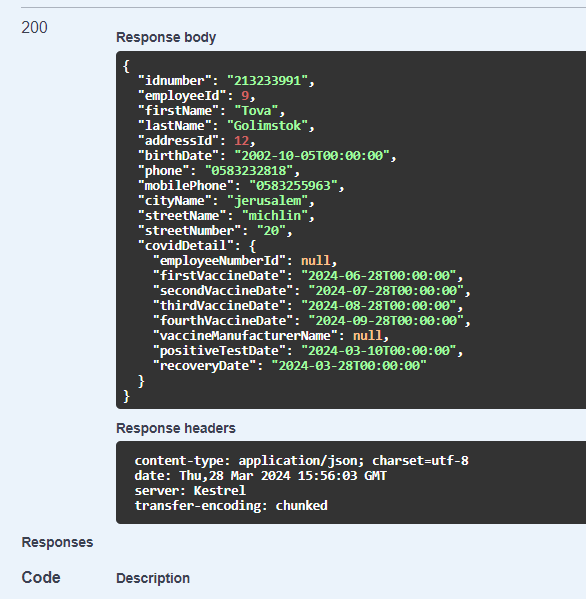 200
Response body
{
  "idnumber": "213233991",
  "employeeId": 9,
  "firstName": "Tova",
  "lastName": "Golimstok",
  "addressId": 12,
  "birthDate": "2002-10-05T00:00:00",
  "phone": "0583232818",
  "mobilePhone": "0583255963",
  "cityName": "jerusalem",
  "streetName": "michlin",
  "streetNumber": "20",
  "covidDetail": {
    "employeeNumberId": null,
    "firstVaccineDate": "2024-06-28T00:00:00",
    "secondVaccineDate": "2024-07-28T00:00:00",
    "thirdVaccineDate": "2024-08-28T00:00:00",
    "fourthVaccineDate": "2024-09-28T00:00:00",
    "vaccineManufacturerName": null,
    "positiveTestDate": "2024-03-10T00:00:00",
    "recoveryDate": "2024-03-28T00:00:00"
  }
}
Response headers
content-type: application/json; charset=utf-8
date: Thu,28 Mar 2024 15:56:03 GMT
server: Kestrel
transfer-encoding: chunked
Responses
Code Description